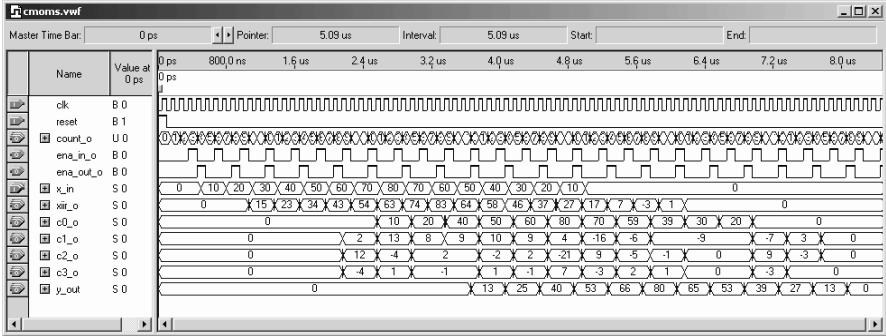 cmoms.vwf
Master Time Bar: 0 ps Pointer: 5.09 us Interval: 5.09 us Start: End:
Name Value at 0 ps
0 ps 800.0 ns 1.6 us 2.4 us 3.2 us 4.0 us 4.8 us 5.6 us 6.4 us 7.2 us 8.0 us
0 ps
clk B 0
reset B 1
count_o U 0
ena_in_o B 0
ena_out_o B 0
x_in S 0 0 10 20 30 40 50 60 70 80 70 60 50 40 30 20 10 0
xiir_o S 0 0 15 23 34 43 54 63 74 83 64 58 46 37 27 17 7 -3 1 0
c0_o S 0 0 10 20 40 50 60 80 70 59 39 30 20 0
c1_o S 0 0 2 13 8 9 10 9 4 -16 -6 -9 -7 3 0
c2_o S 0 0 12 -4 2 -2 2 -21 9 -5 -1 0 9 -3 0
c3_o S 0 0 -4 1 -1 1 -1 7 -3 2 1 0 -3 0
y_out S 0 0 13 25 40 53 66 80 65 53 39 27 13 0